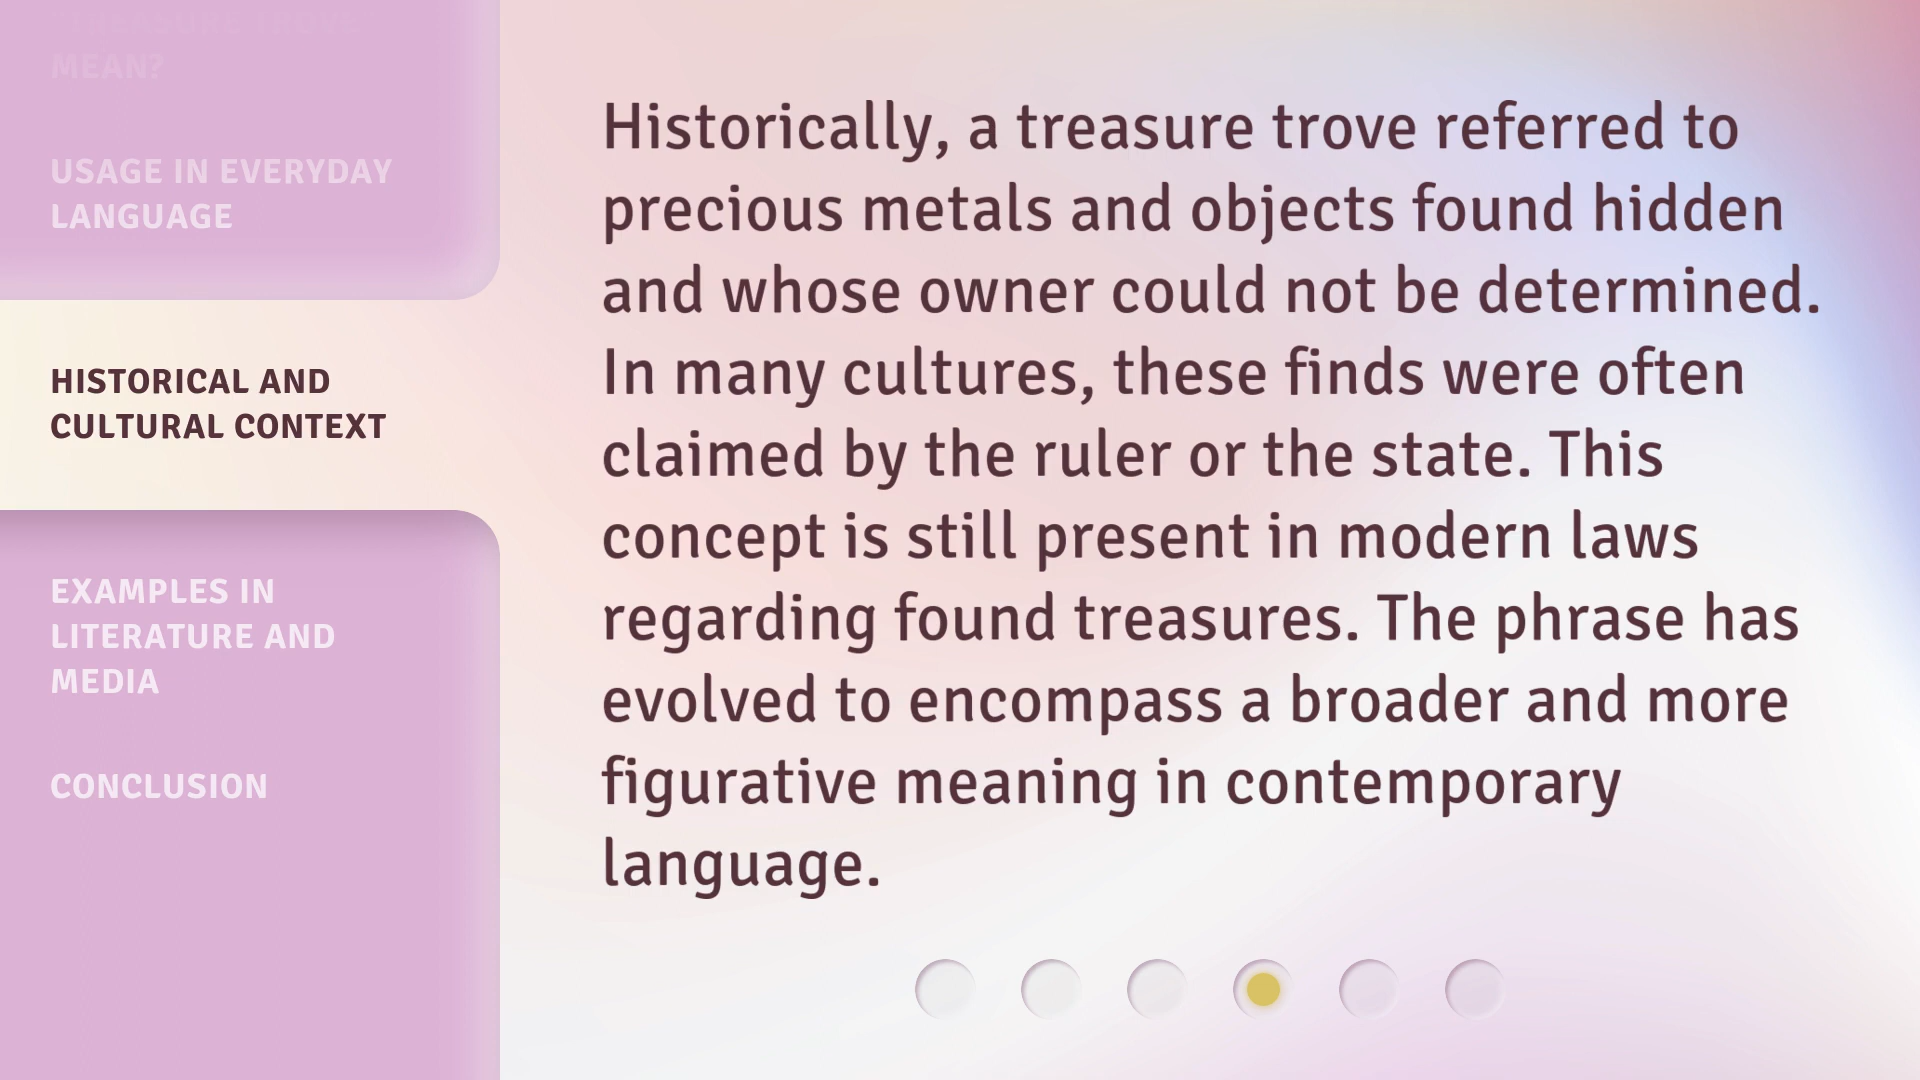 MEAN?
USAGE IN EVERYDAY
LANGUAGE
HISTORICAL AND
CULTURAL CONTEXT
EXAMPLES IN
LITERATURE AND
MEDIA
CONCLUSION
Historically, a treasure trove referred to
precious metals and objects found hidden
and whose owner could not be determined.
In many cultures, these finds were often
claimed by the ruler or the state. This
concept is still present in modern laws
regarding found treasures. The phrase has
evolved to encompass a broader and more
figurative meaning in contemporary
language.